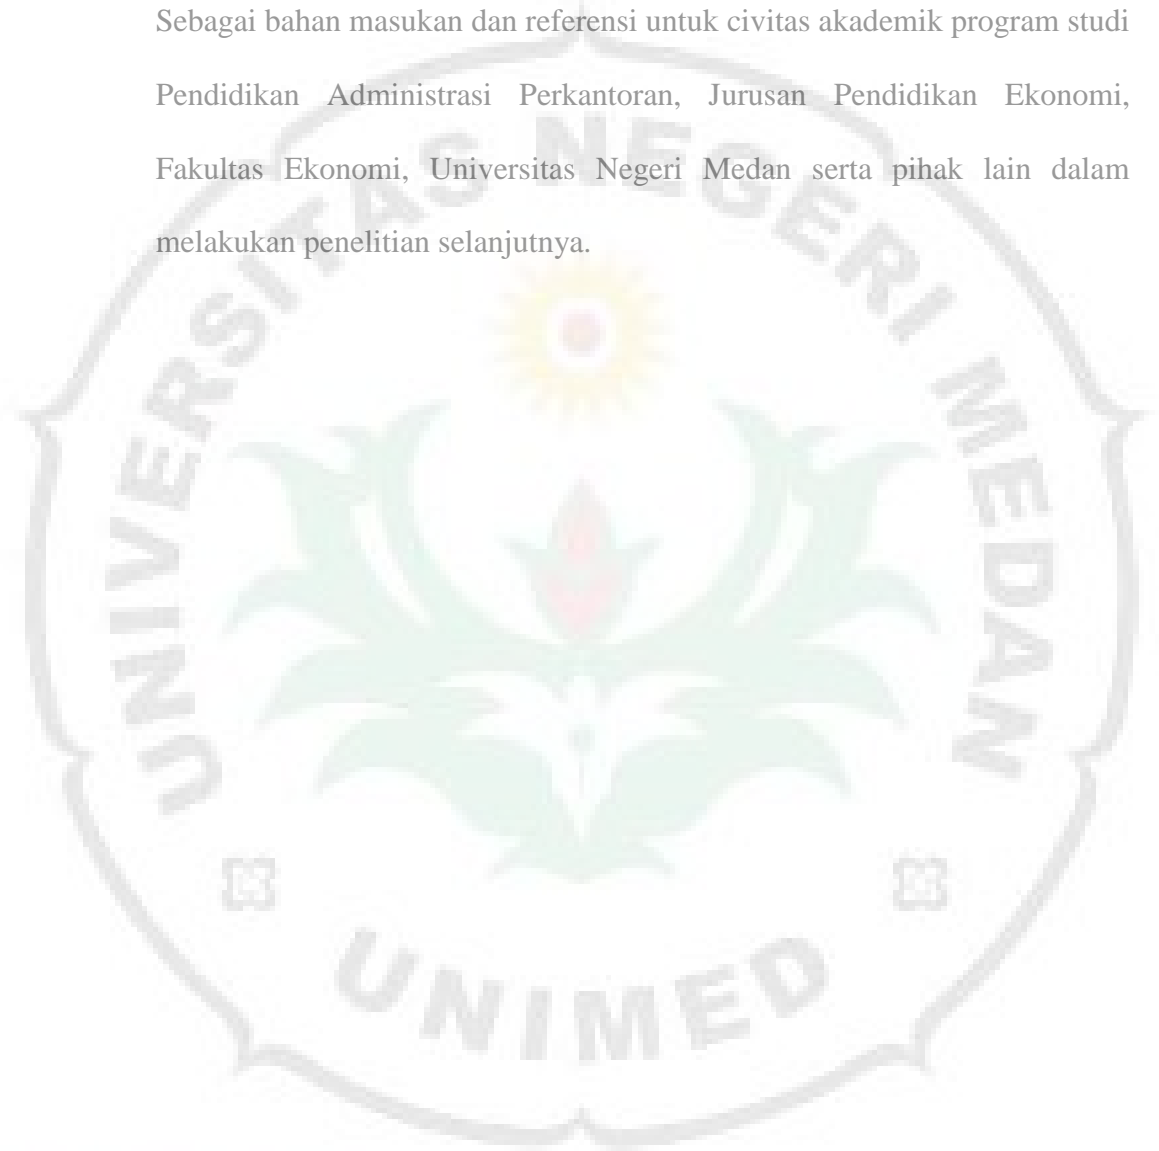 Sebagai bahan masukan dan referensi untuk civitas akademik program studi
Pendidikan Administrasi Perkantoran, Jurusan Pendidikan Ekonomi,
Fakultas Ekonomi, Universitas Negeri Medan serta pihak lain dalam
melakukan penelitian selanjutnya.
UNIVERSITAS NEGERI MEDAN
UNIMED